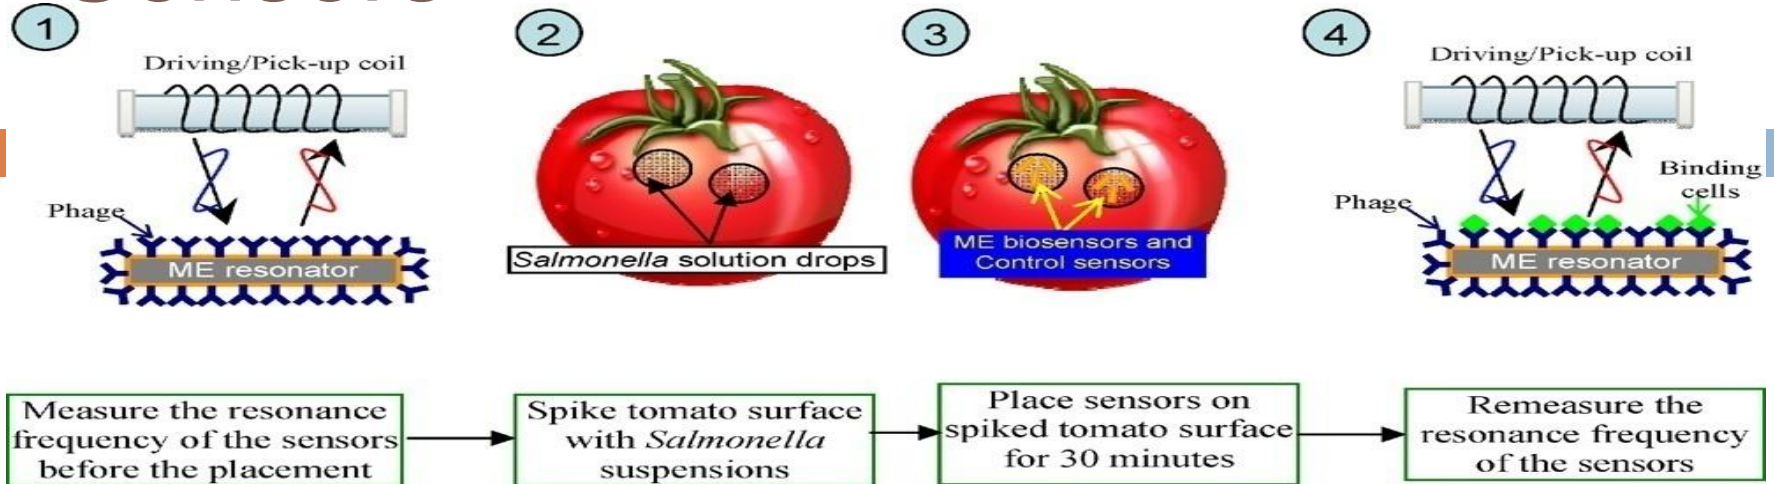 1
2
3
4
Driving/Pick-up coil
Phage
ME resonator
Salmonella solution drops
ME biosensors and
Control sensors
Driving/Pick-up coil
Binding
cells
Phage
ME resonator
Measure the resonance
frequency of the sensors
before the placement
Spike tomato surface
with Salmonella
suspensions
Place sensors on
spiked tomato surface
for 30 minutes
Remeasure the
resonance frequency
of the sensors